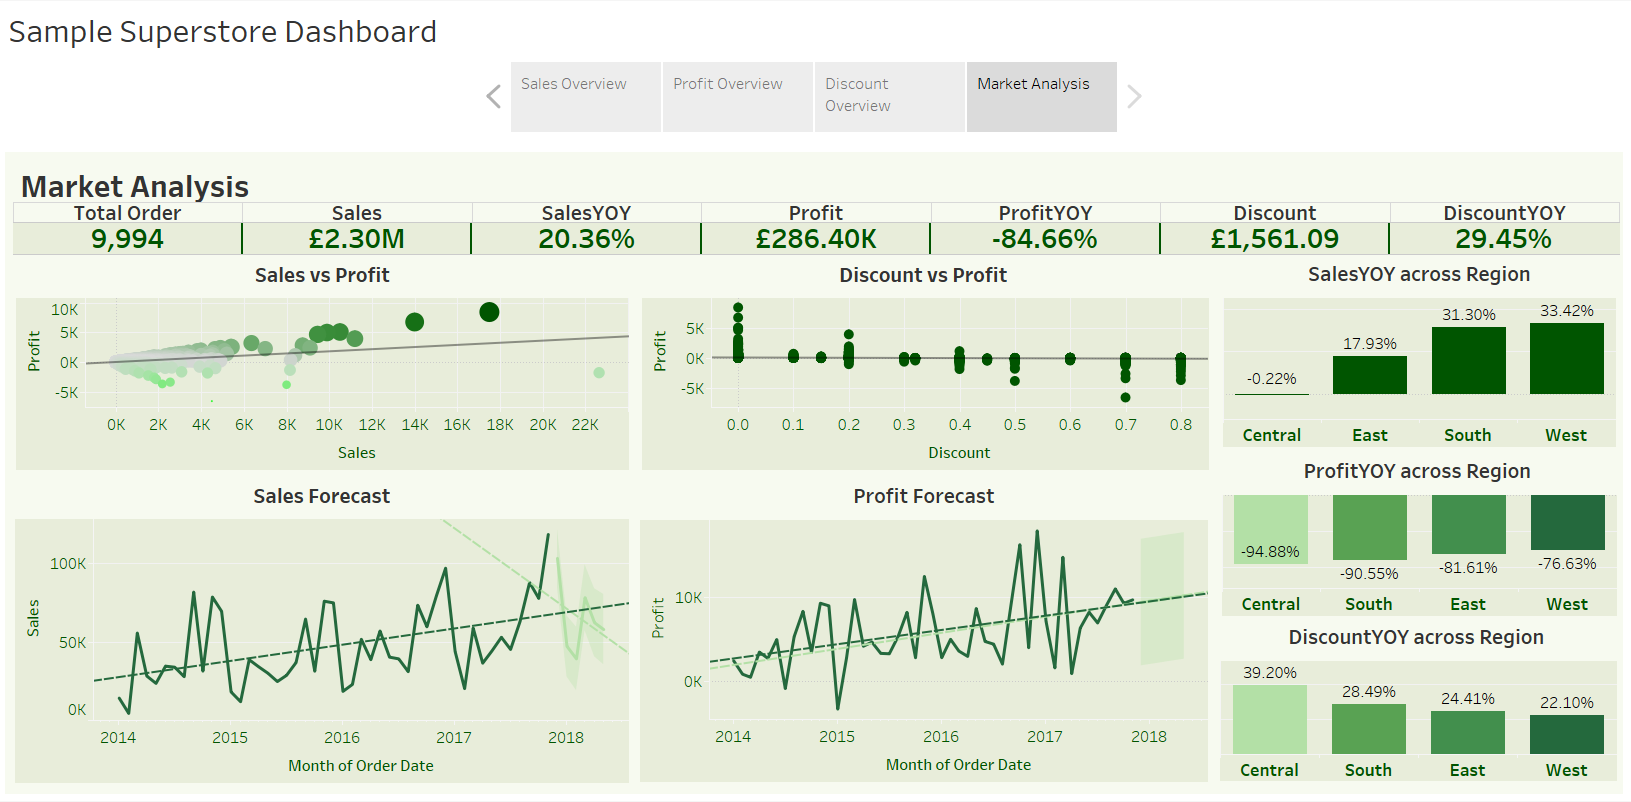 Sample Superstore Dashboard
Sales Overview
Profit Overview
Discount
Overview
Market Analysis
Market Analysis
Total Order
Sales
SalesYOY
Profit
ProfitYOY
Discount
DiscountYOY
9,994
£2.30M
20.36%
£286.40K
-84.66%
£1,561.09
29.45%
Sales vs Profit
Profit
10K
5K
0K
-5K
0K 2K 4K 6K 8K 10K 12K 14K 16K 18K 20K 22K
Sales
Discount vs Profit
Profit
5K
0K
-5K
0.0 0.1 0.2 0.3 0.4 0.5 0.6 0.7 0.8
Discount
SalesYOY across Region
-0.22%
17.93%
31.30%
33.42%
Central East South West
Sales Forecast
Sales
100K
50K
0K
2014 2015 2016 2017 2018
Month of Order Date
Profit Forecast
Profit
10K
0K
2014 2015 2016 2017 2018
Month of Order Date
ProfitYOY across Region
-94.88%
-90.55%
-81.61%
-76.63%
Central South East West
DiscountYOY across Region
39.20%
28.49%
24.41%
22.10%
Central South East West